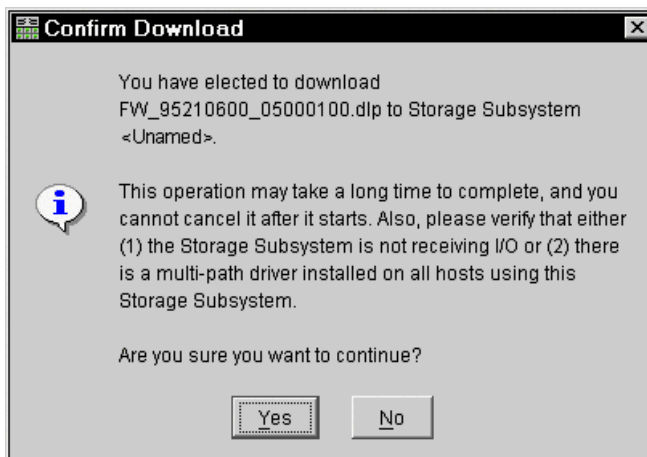 Confirm Download
You have elected to download
FW_95210600_05000100.dlp to Storage Subsystem
<Unamed>.
This operation may take a long time to complete, and you
cannot cancel it after it starts. Also, please verify that either
(1) the Storage Subsystem is not receiving I/O or (2) there
is a multi-path driver installed on all hosts using this
Storage Subsystem.
Are you sure you want to continue?
Yes
No